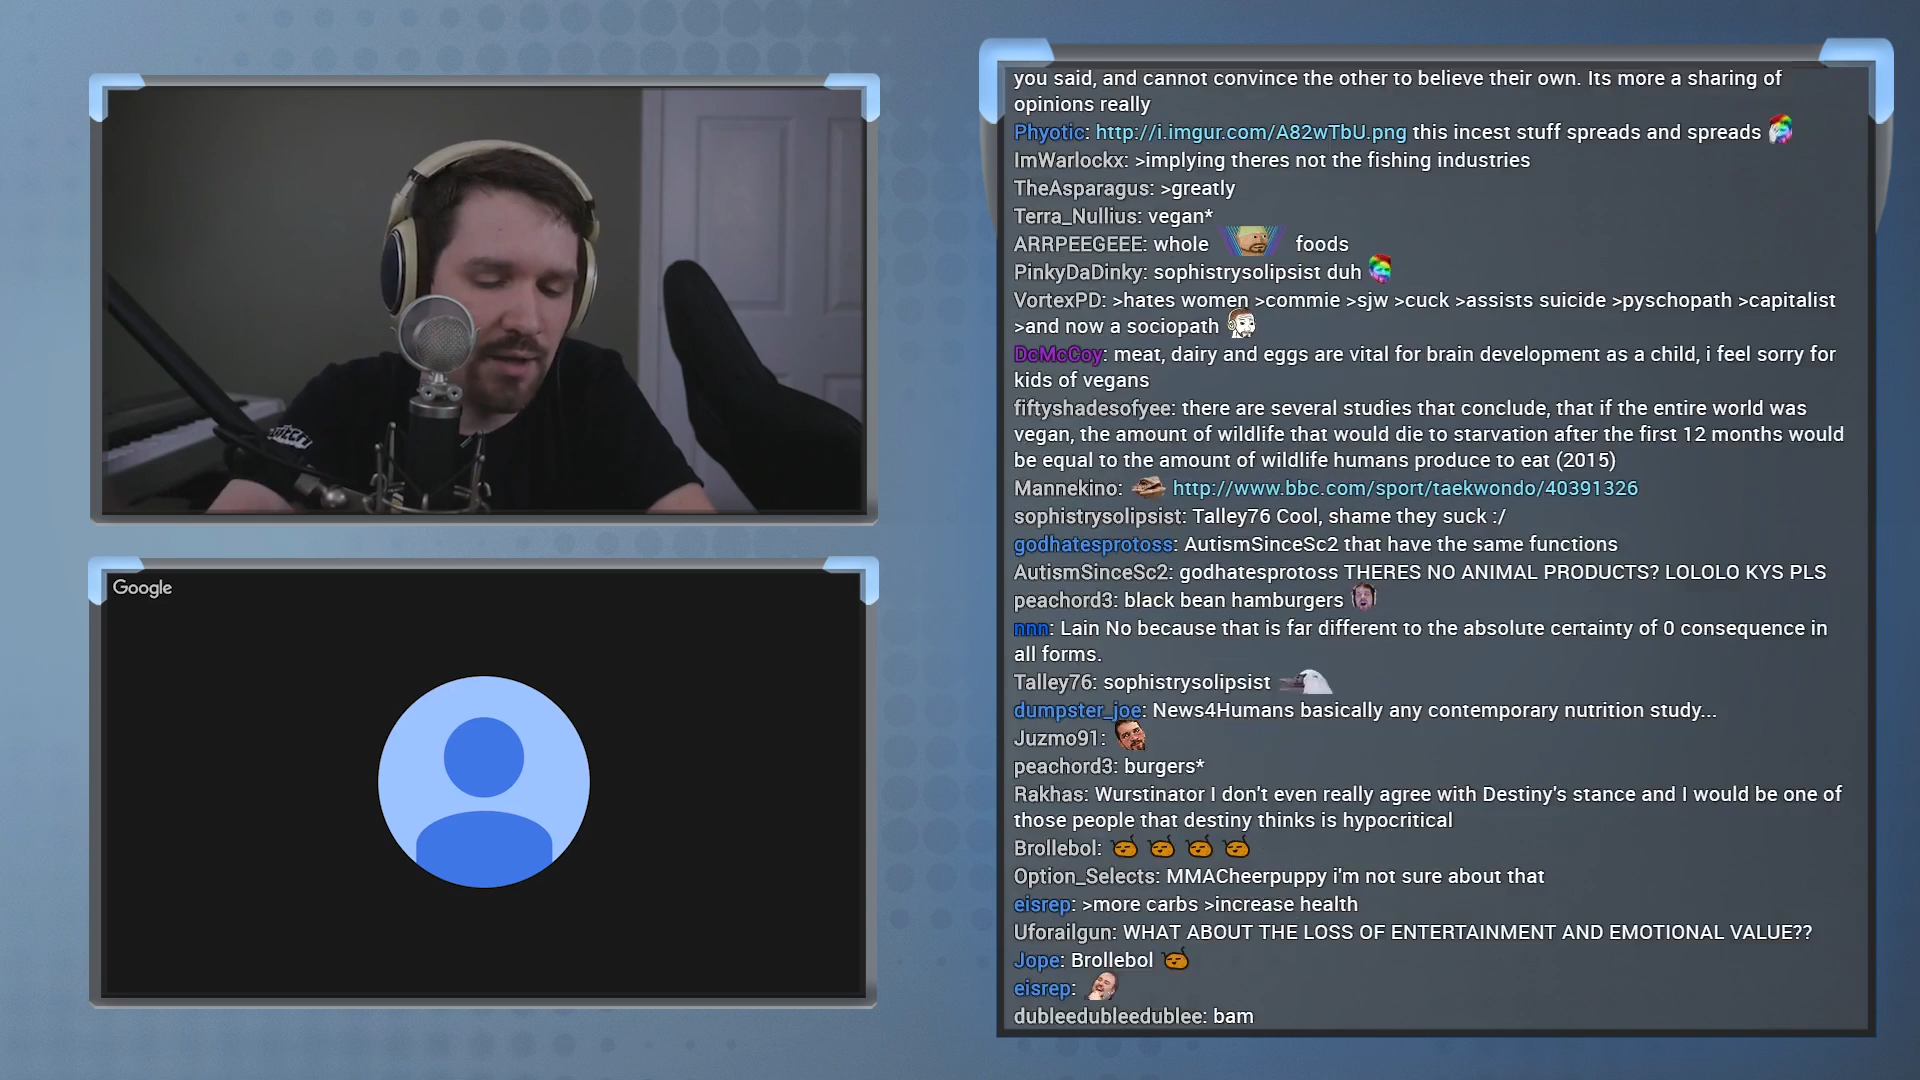 you said, and cannot convince the other to believe their own. Its more a sharing of
opinions really
Phyotic: http://i.imgur.com/A82wTbU.png this incest stuff spreads and spreads
ImWarlockx: >implying theres not the fishing industries
TheAsparagus: >greatly
Terra_Nullius: vegan*
ARRPEEGEEE: whole foods
PinkyDaDinky: sophistrysolipsist duh
VortexPD: >hates women >commie >sjw >cuck >assists suicide >pyschopath >capitalist
>and now a sociopath
DcMcCoy: meat, dairy and eggs are vital for brain development as a child, i feel sorry for
kids of vegans
fiftyshadesofyee: there are several studies that conclude, that if the entire world was
vegan, the amount of wildlife that would die to starvation after the first 12 months would
be equal to the amount of wildlife humans produce to eat (2015)
Mannekino: http://www.bbc.com/sport/taekwondo/40391326
sophistrysolipsist: Talley76 Cool, shame they suck :/
godhatesprotoss: AutismSinceSc2 that have the same functions
AutismSinceSc2: godhatesprotoss THERES NO ANIMAL PRODUCTS? LOLOLO KYS PLS
peachord3: black bean hamburgers
nnn: Lain No because that is far different to the absolute certainty of 0 consequence in
all forms.
Talley76: sophistrysolipsist
dumpster_joe: News4Humans basically any contemporary nutrition study...
Juzmo91:
peachord3: burgers*
Rakhas: Wurstinator I don't even really agree with Destiny's stance and I would be one of
those people that destiny thinks is hypocritical
Brollebol:
Option_Selects: MMACheerpuppy i'm not sure about that
eisrep: >more carbs >increase health
Uforailgun: WHAT ABOUT THE LOSS OF ENTERTAINMENT AND EMOTIONAL VALUE??
Jope: Brollebol
eisrep:
dubleedubleedublee: bam
twitch
Google